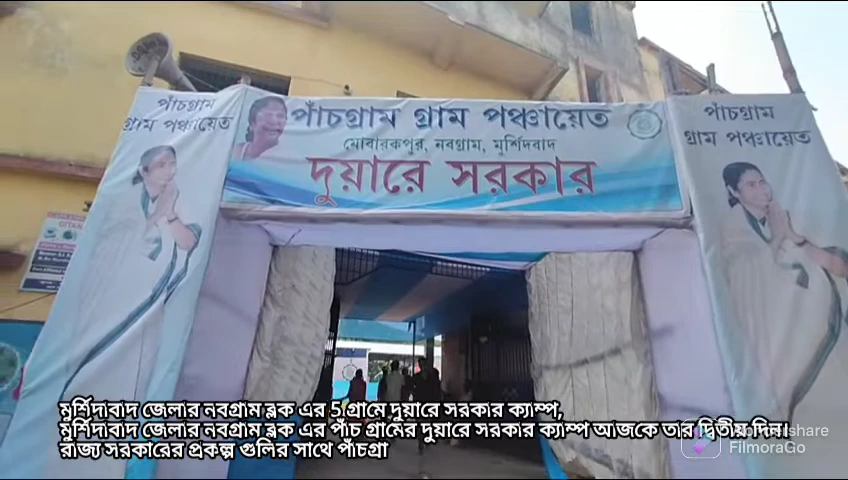 পাঁচগ্রাম
গ্রাম পঞ্চায়েত
পাঁচগ্রাম গ্রাম পঞ্চায়েত
মোবারকপুর, নবগ্রাম, মুর্শিদাবাদ
দুয়ারে সরকার
পাঁচগ্রাম
গ্রাম পঞ্চায়েত
মুর্শিদাবাদ জেলার নবগ্রাম ব্লক এর 5 গ্রামে দুয়ারে সরকার ক্যাম্প,
মুর্শিদাবাদ জেলার নবগ্রাম ব্লক এর পাঁচ গ্রামের দুয়ারে সরকার ক্যাম্প আজকে তার দ্বিতীয় দিন।
রাজ্য সরকারের প্রকল্প গুলির সাথে পাঁচগ্রা
FilmoraGo